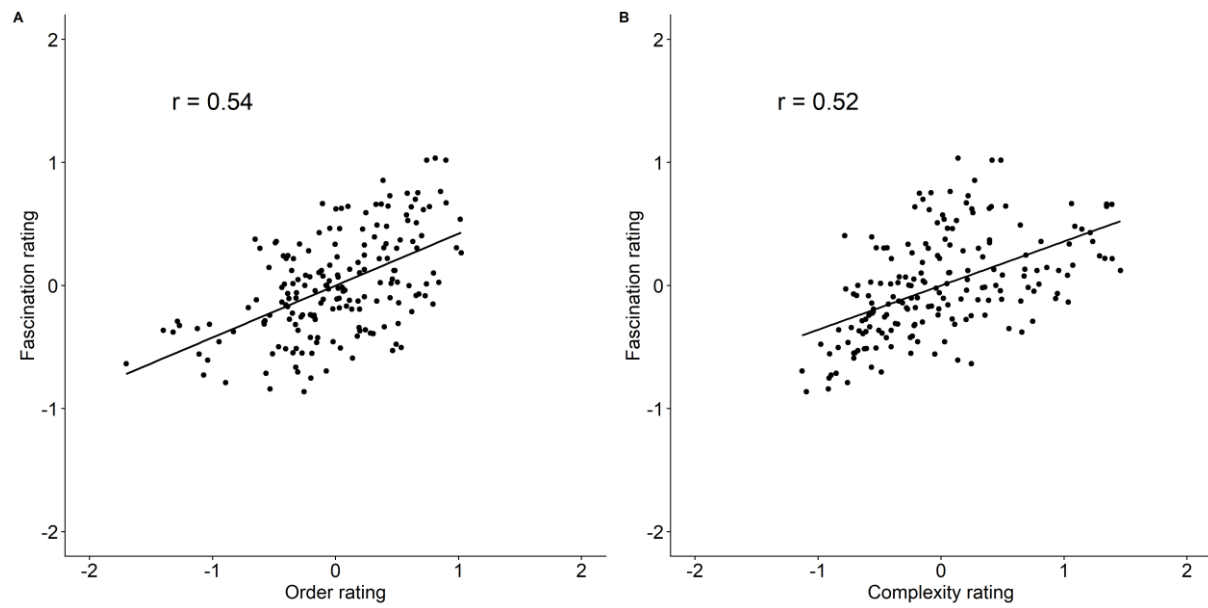 A
r = 0.54
Fascination rating
2
1
0
-1
-2
-2 -1 0 1 2
Order rating
B
r = 0.52
Fascination rating
2
1
0
-1
-2
-2 -1 0 1 2
Complexity rating